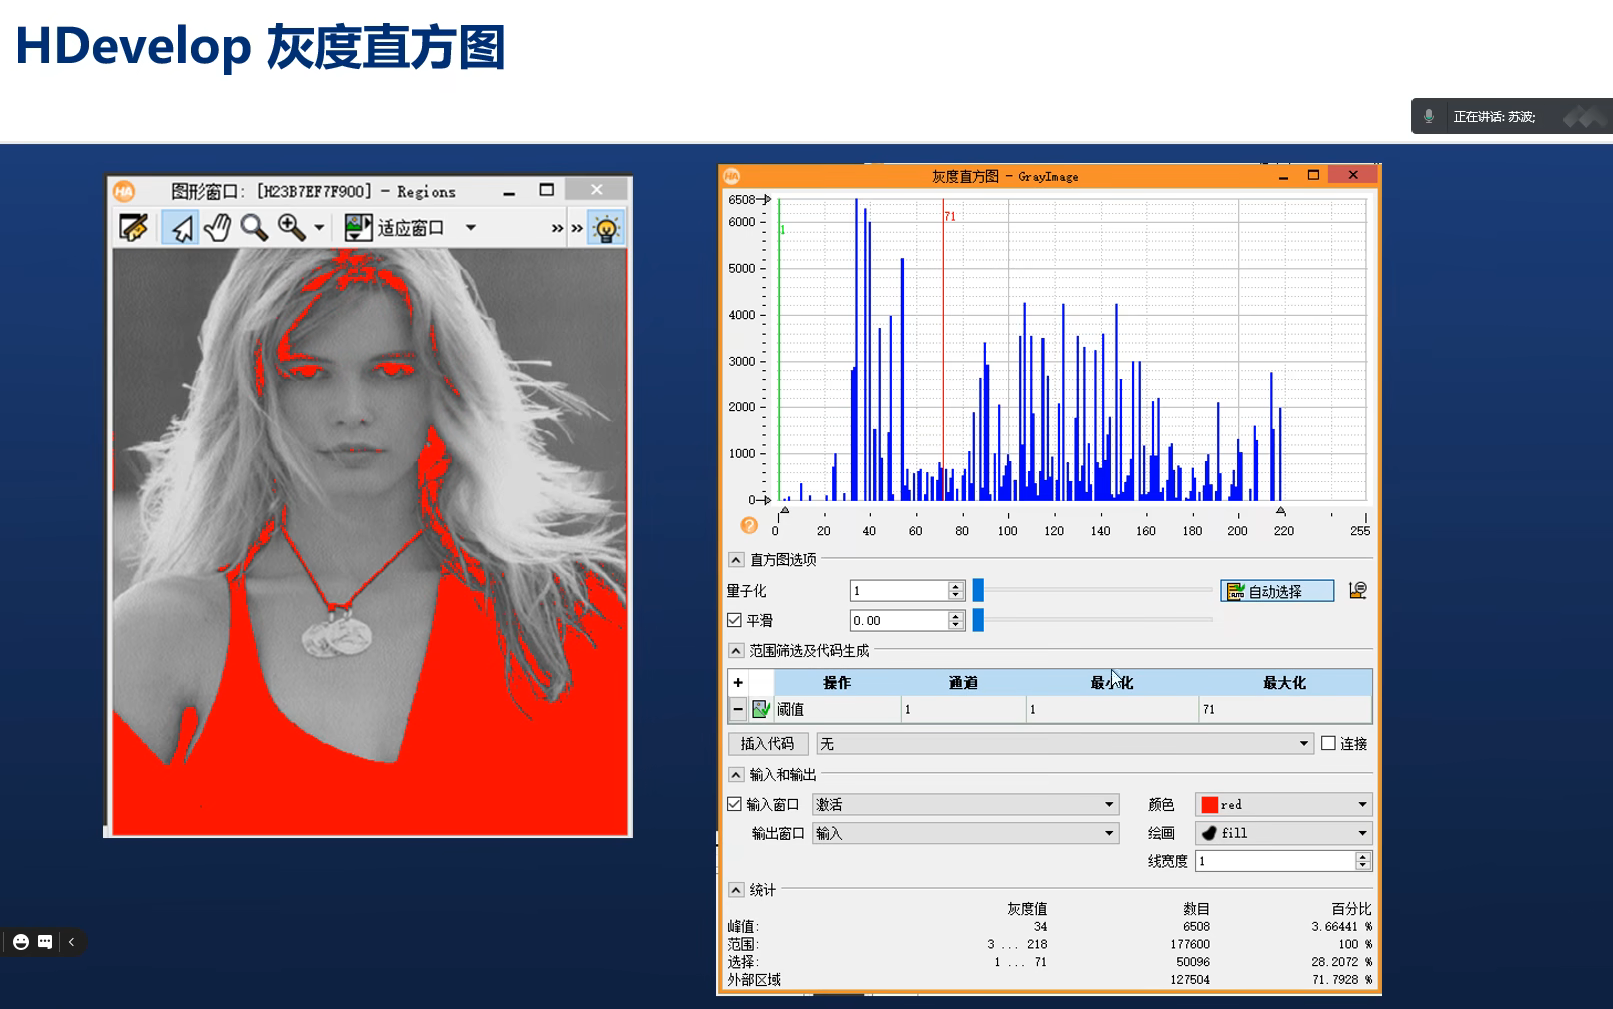 HDevelop 灰度直方图
正在讲话: 苏波;
图形窗口: [H23B7EF7F900] - Regions
适应窗口
» »
灰度直方图 - GrayImage
6508
6000
5000
4000
3000
2000
1000
0
1
71
0 20 40 60 80 100 120 140 160 180 200 220 255
直方图选项
量子化 1 自动选择
平滑 0.00
范围筛选及代码生成
+ 操作 通道 最小化 最大化
- 阈值 1 1 71
插入代码 无 连接
输入和输出
输入窗口 激活 颜色 red
输出窗口 输入 绘画 fill
线宽度 1
统计
灰度值 数目 百分比
峰值: 34 6508 3.66441 %
范围: 3 ... 218 177600 100 %
选择: 1 ... 71 50096 28.2072 %
外部区域 127504 71.7928 %